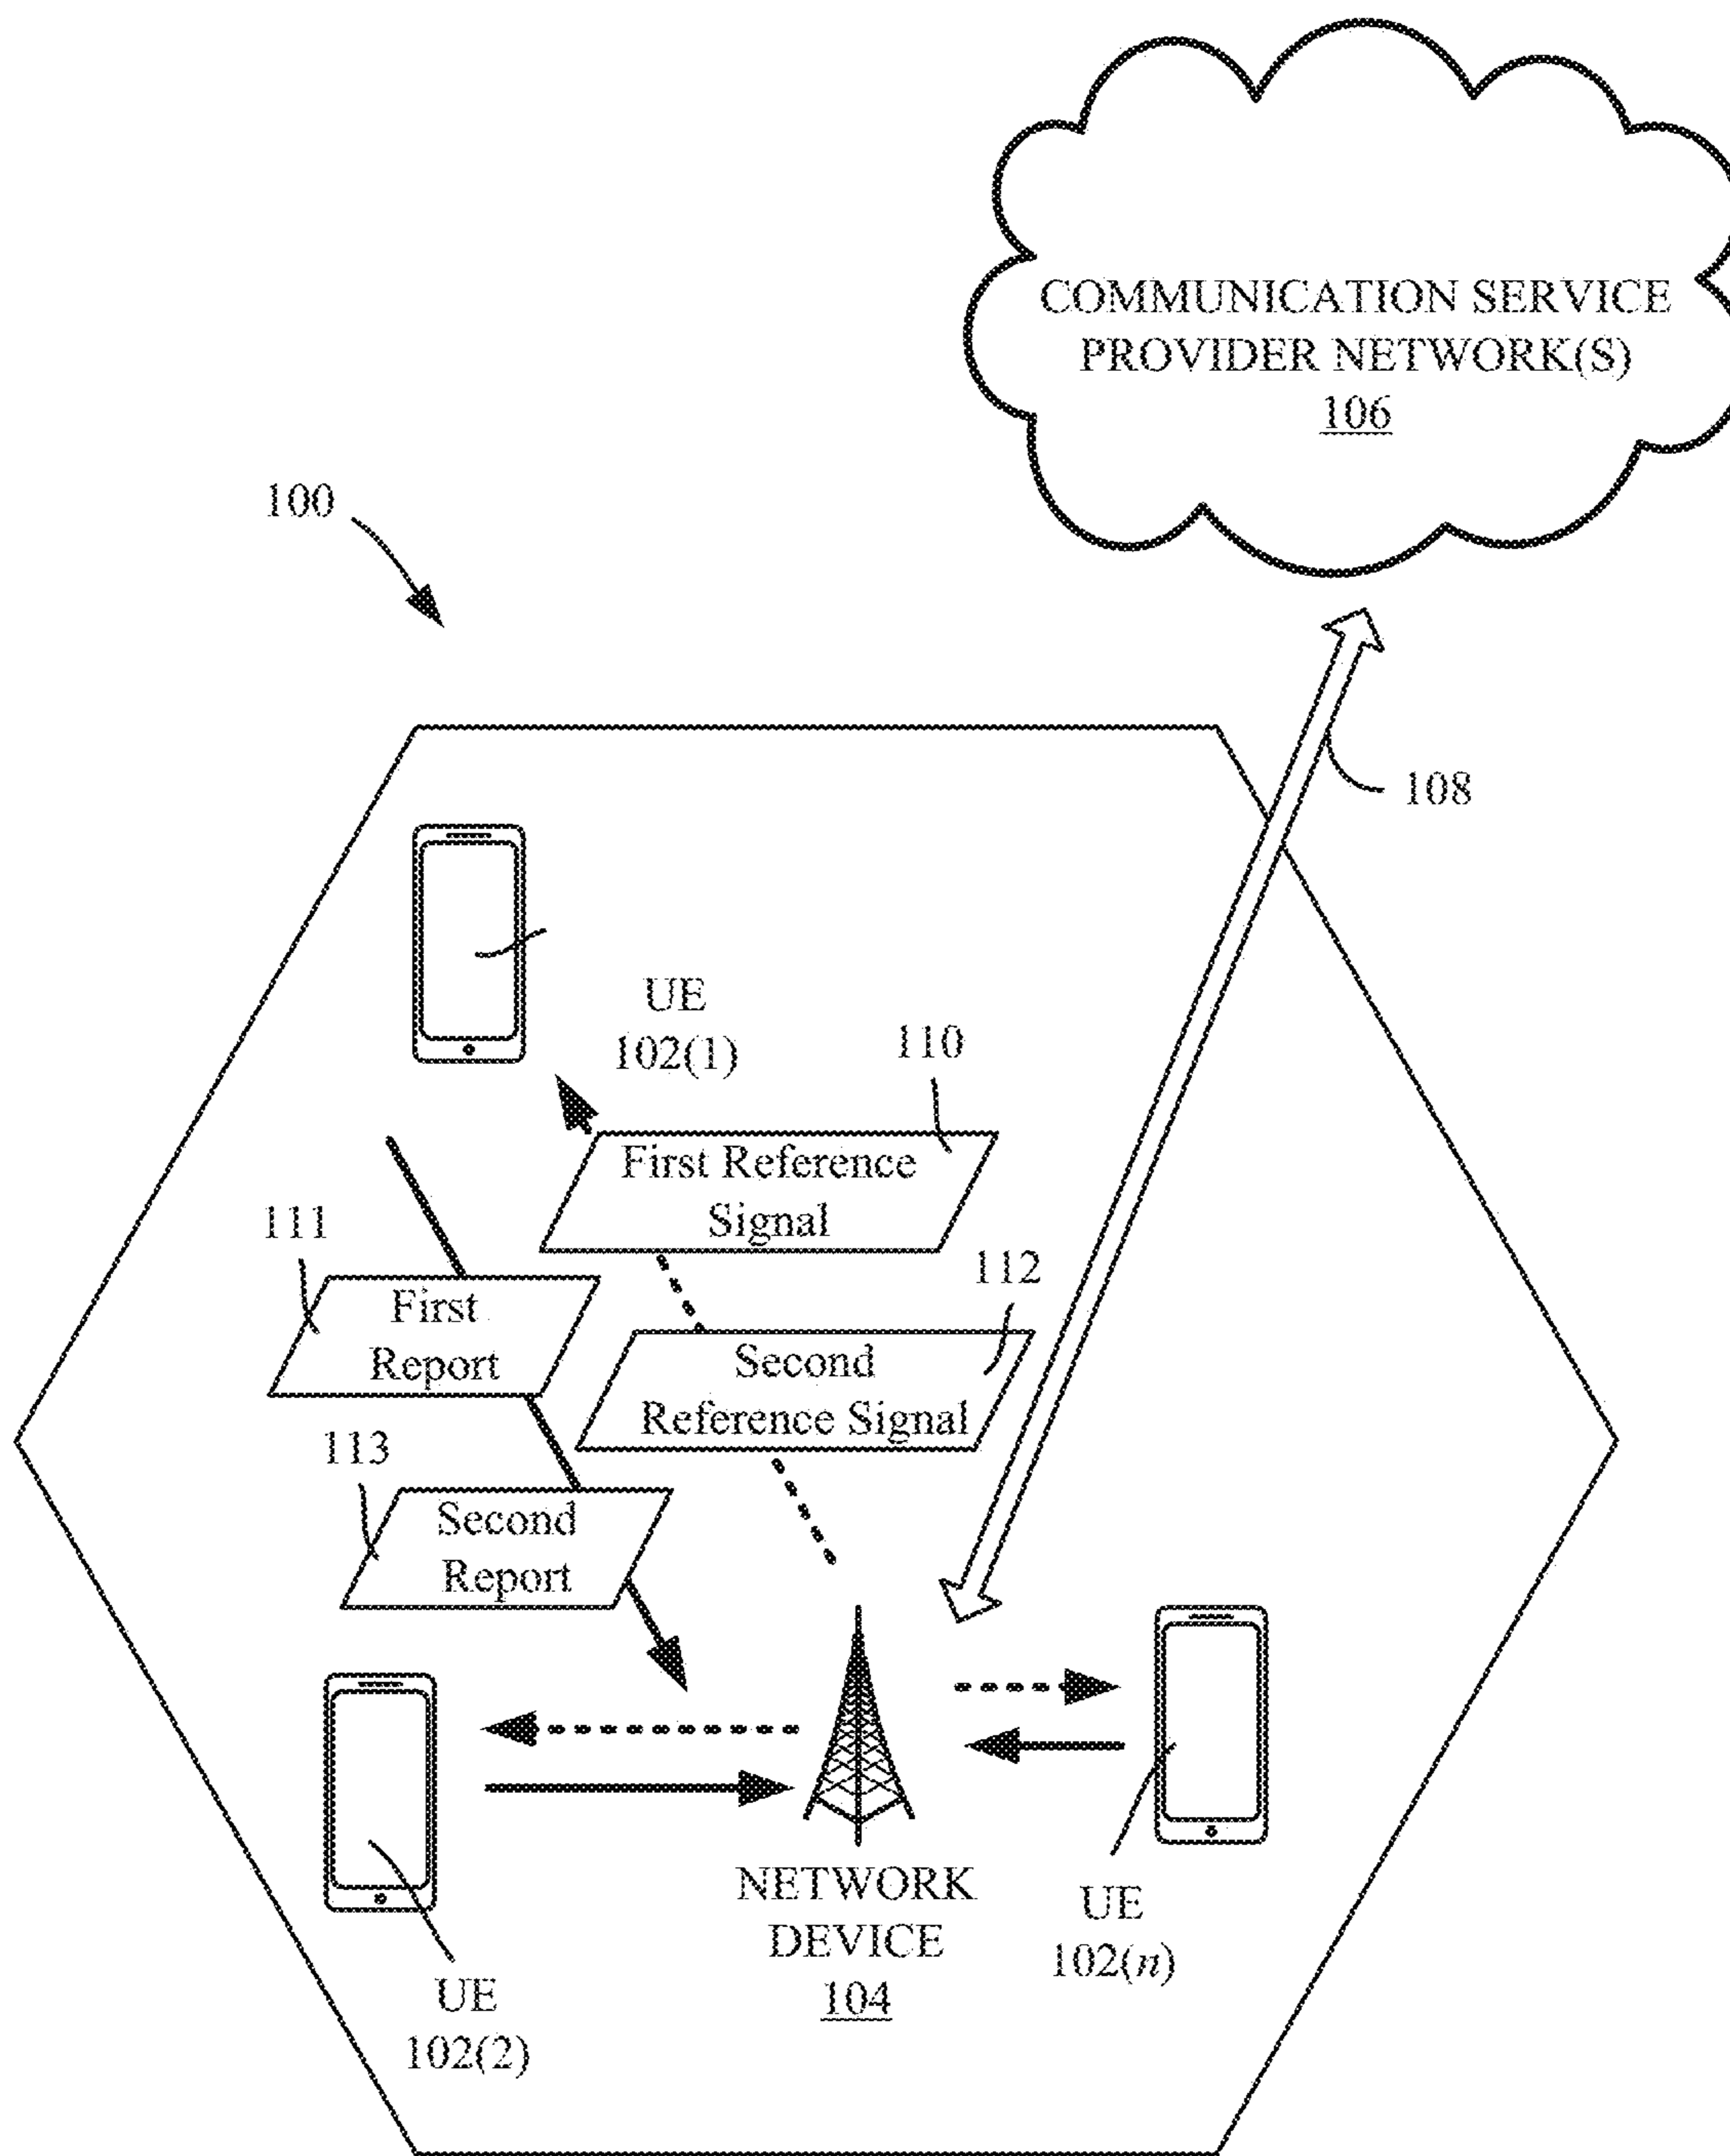 COMMUNICATION SERVICE
PROVIDER NETWORK(S)
106
100
108
UE
102(1)
110
First Reference
Signal
111
First
Report
112
Second
Reference Signal
113
Second
Report
NETWORK
DEVICE
104
UE
102(n)
UE
102(2)